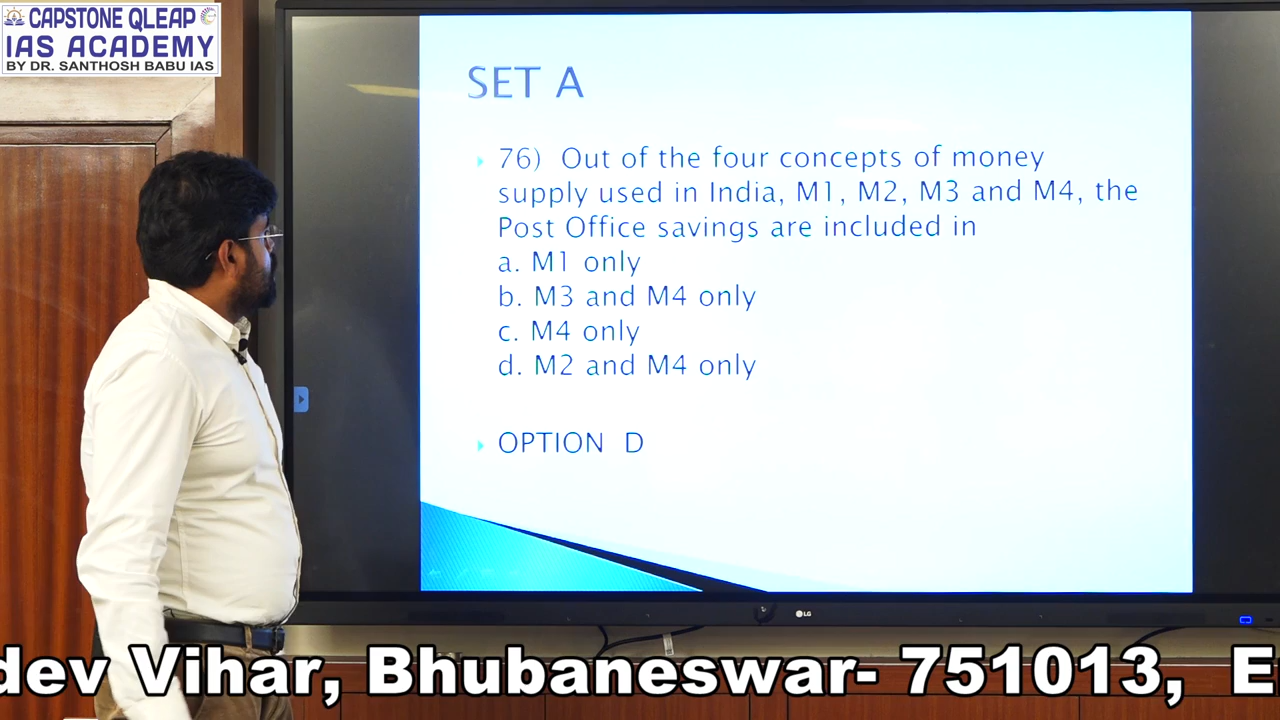 CAPSTONE QLEAP
IAS ACADEMY
BY DR. SANTHOSH BABU IAS
SET A
76) Out of the four concepts of money
supply used in India, M1, M2, M3 and M4, the
Post Office savings are included in
a. M1 only
b. M3 and M4 only
c. M4 only
d. M2 and M4 only
OPTION D
LG
dev Vihar, Bhubaneswar- 751013,